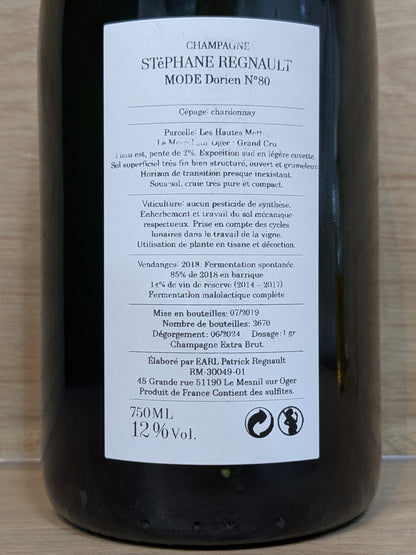 CHAMPAGNE
STéPHANE REGNAULT
MODE Dorien N°80
Cépage: chardonnay
Parcelle: Les Hautes Mottes
Le Mesnil sur Oger - Grand Cru
Plein est, pente de 2%. Exposition sud en légère cuvette.
Sol superficiel très fin bien structuré, ouvert et grumeleux
Horizon de transition presque inexistant.
Sous-sol, craie très pure et compact.
Viticulture: aucun pesticide de synthèse.
Enherbement et travail du sol mécanique
respectueux. Prise en compte des cycles
lunaires dans le travail de la vigne.
Utilisation de plante en tisane et décoction.
Vendanges: 2018. Fermentation spontanée.
85% de 2018 en barrique
14% de vin de réserve (2014 - 2017)
Fermentation malolactique complète
Mise en bouteilles: 07/2019
Nombre de bouteilles: 2670
Dégorgement: 06/2024 Dosage: 1 gr
Champagne Extra Brut.
Élaboré par EARL Patrick Regnault
RM-30049-01
45 Grande rue 51190 Le Mesnil sur Oger
Produit de France Contient des sulfites.
750ML
12%Vol.